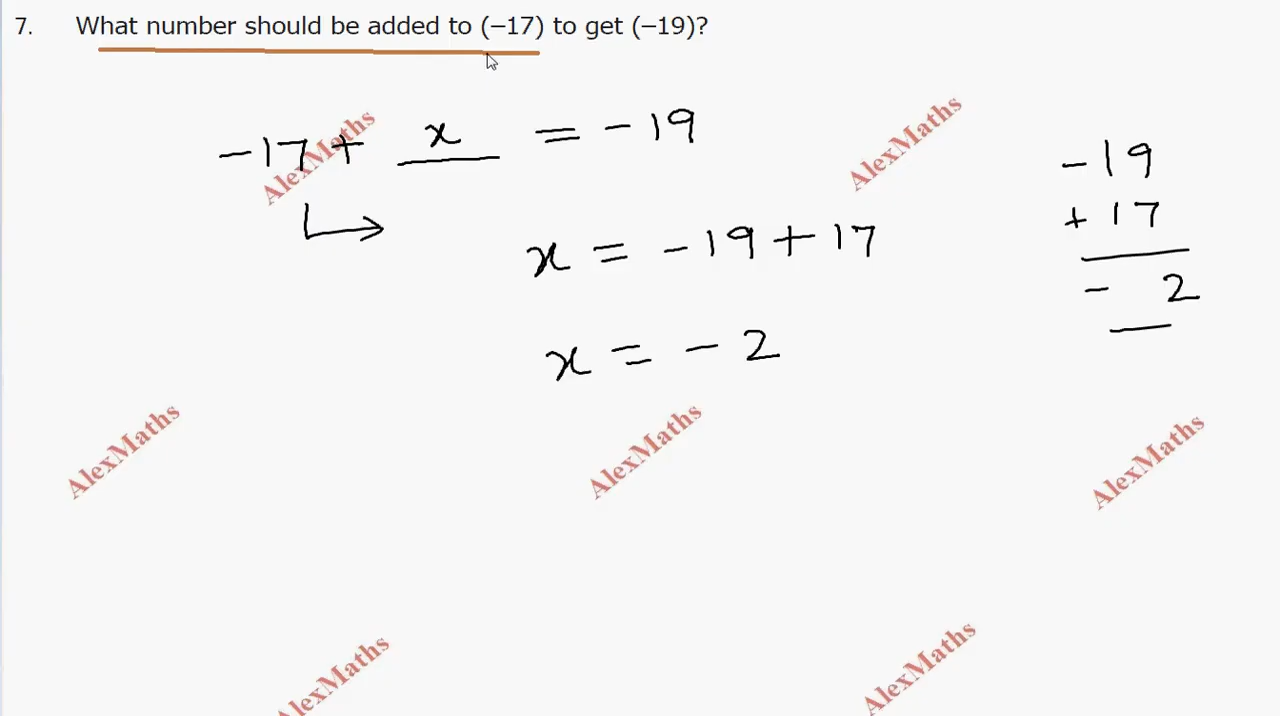 7. What number should be added to (–17) to get (–19)?
-17 + x = -19
AlexMaths
AlexMaths
-19
+ 17
- 2
x = -19 + 17
x = - 2
AlexMaths
AlexMaths
AlexMaths
AlexMaths
AlexMaths